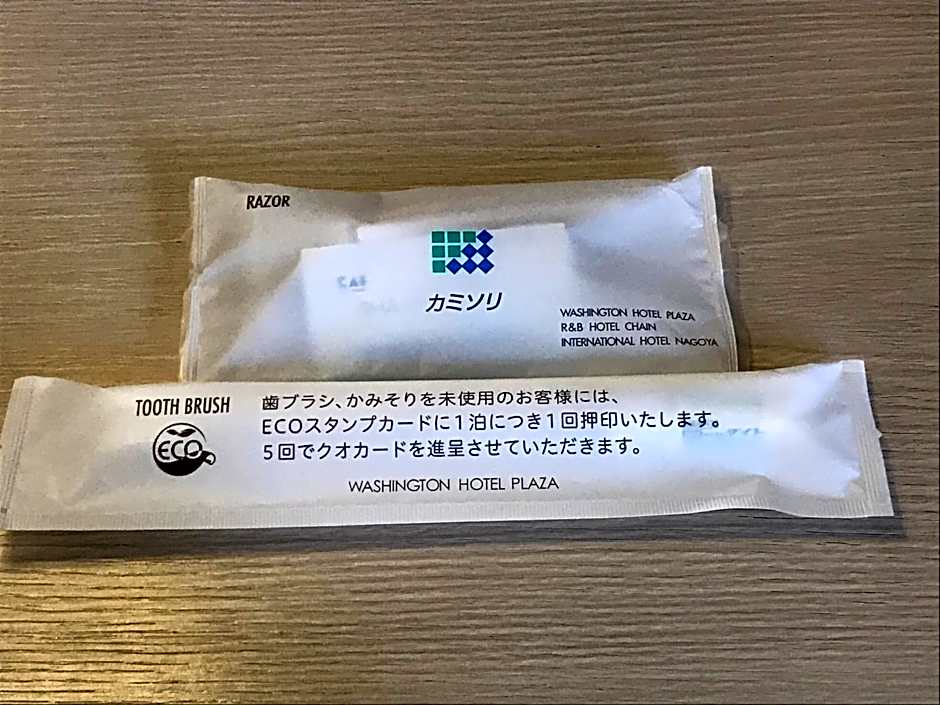 RAZOR
カミソリ
WASHINGTON HOTEL PLAZA
R&B HOTEL CHAIN
INTERNATIONAL HOTEL NAGOYA
TOOTH BRUSH
ECO
歯ブラシ、かみそりを未使用のお客様には、
ECOスタンプカードに1泊につき1回押印いたします。
5回でクオカードを進呈させていただきます。
WASHINGTON HOTEL PLAZA